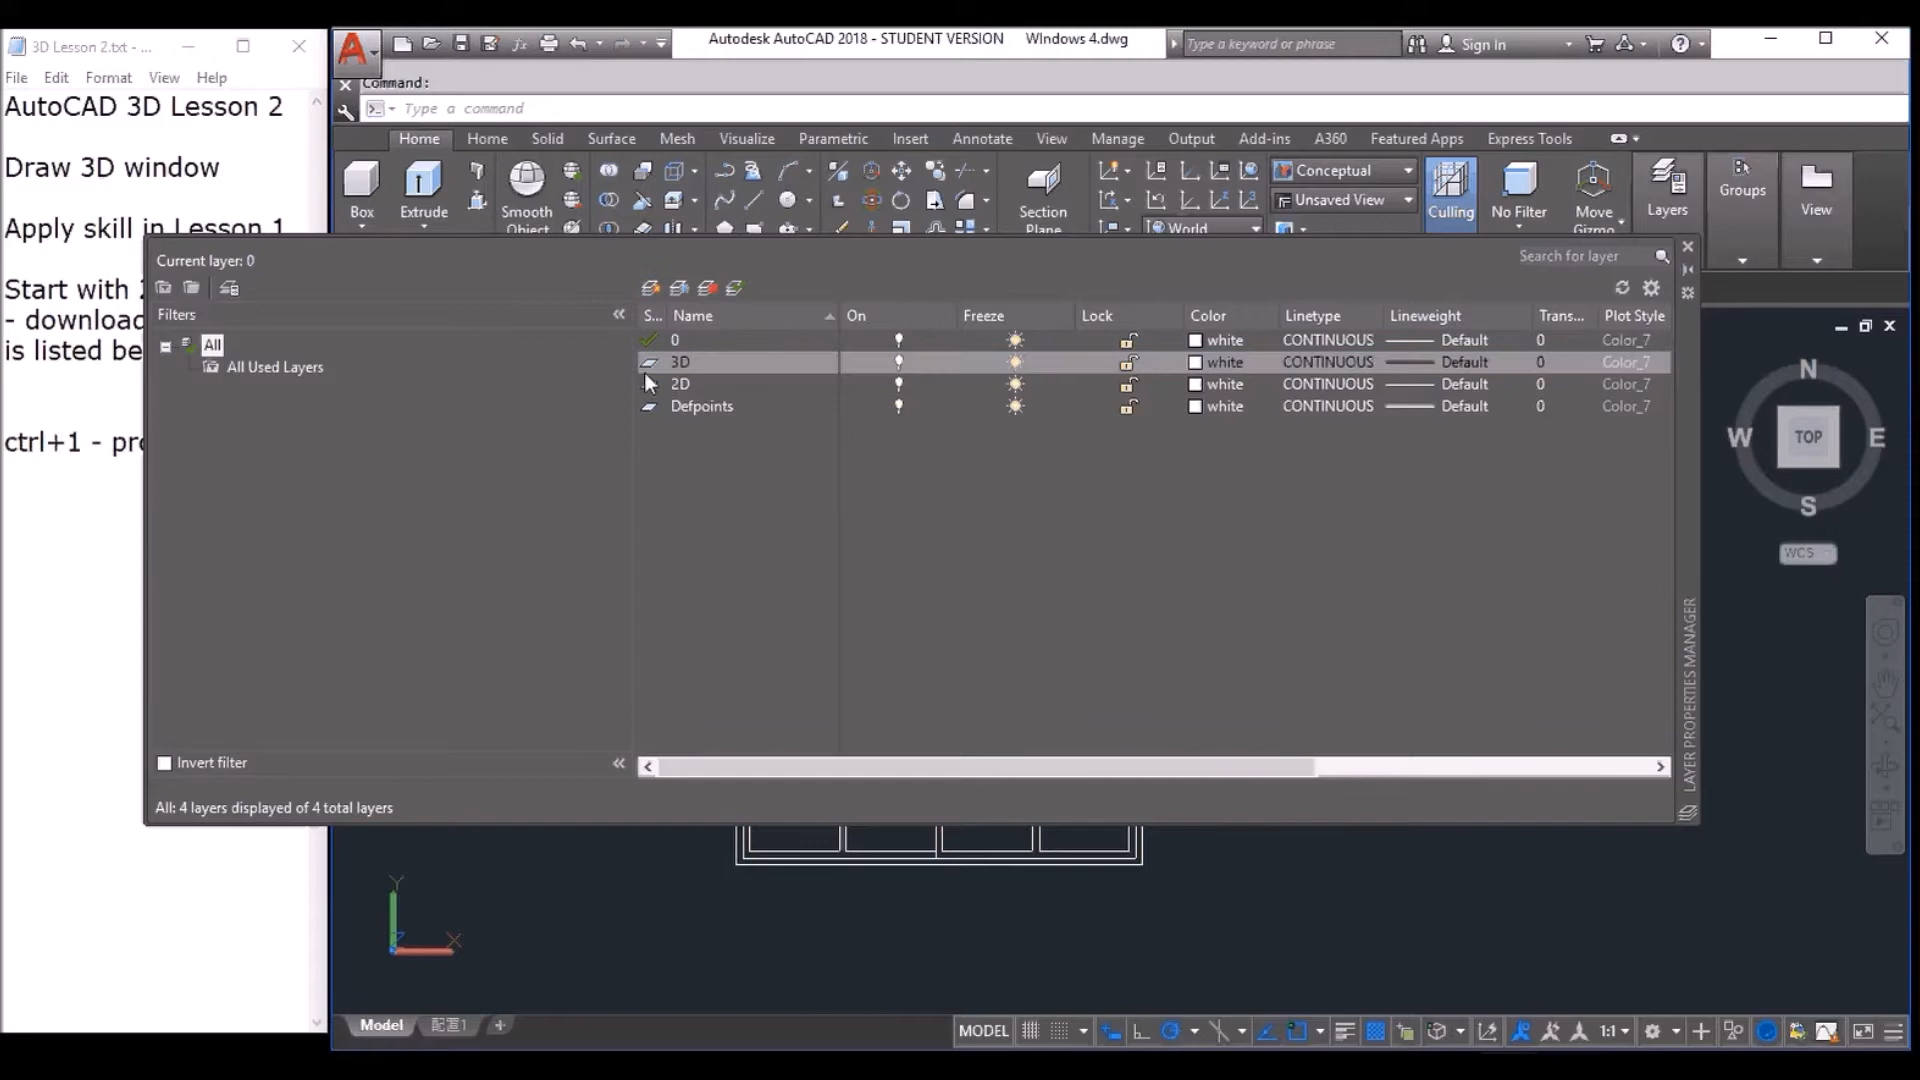 3D Lesson 2.txt - ...
File Edit Format View Help
AutoCAD 3D Lesson 2
Draw 3D window
Apply skill in Lesson 1
Start with
- download
is listed be
ctrl+1 - pr
Autodesk AutoCAD 2018 - STUDENT VERSION WIndows 4.dwg
Type a keyword or phrase
Sign In
Command:
Type a command
Home Home Solid Surface Mesh Visualize Parametric Insert Annotate View Manage Output Add-ins A360 Featured Apps Express Tools
Conceptual
Unsaved View
World
Box Extrude Smooth Object Section Plane Culling No Filter Move Gizmo Layers Groups View
Current layer: 0
Search for layer
Filters
All
All Used Layers
S... Name On Freeze Lock Color Linetype Lineweight Trans... Plot Style
0 white CONTINUOUS Default 0 Color_7
3D white CONTINUOUS Default 0 Color_7
2D white CONTINUOUS Default 0 Color_7
Defpoints white CONTINUOUS Default 0 Color_7
Invert filter
All: 4 layers displayed of 4 total layers
LAYER PROPERTIES MANAGER
N
W TOP E
S
WCS
Y
Z
X
Model 配置1 +
MODEL 1:1